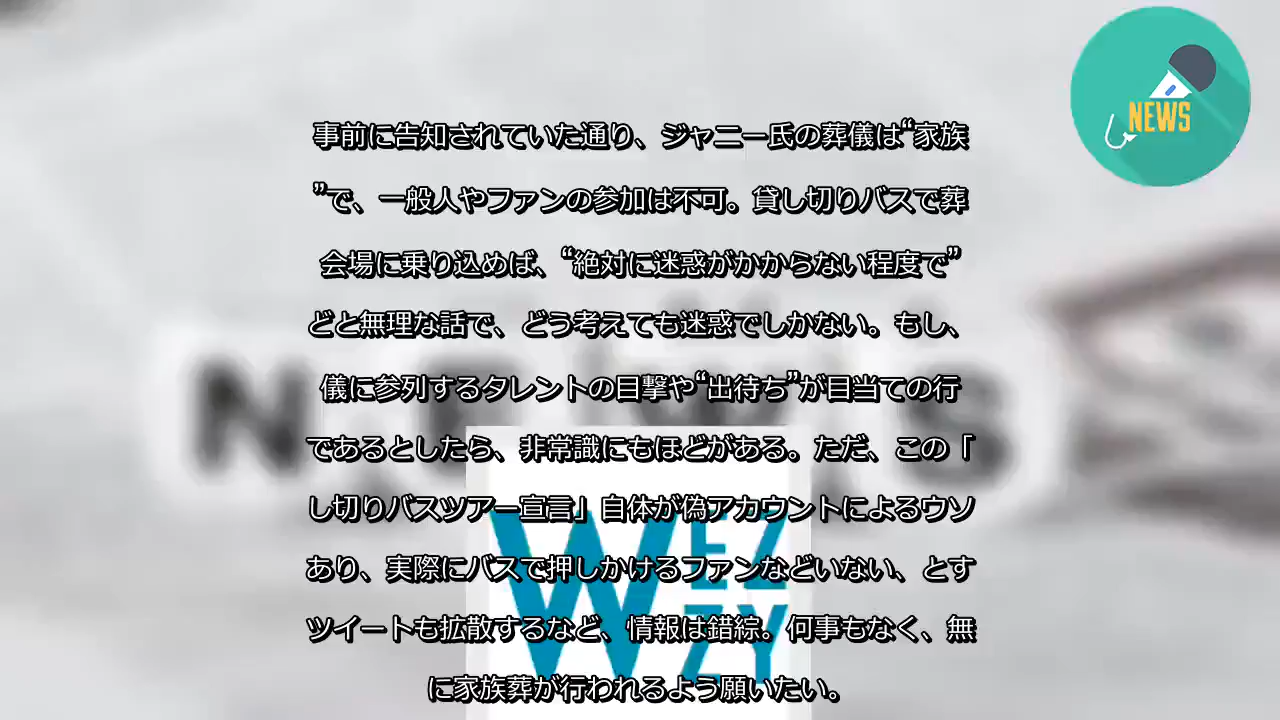 NEWS
事前に告知されていた通り、ジャニー氏の葬儀は“家族
”で、一般人やファンの参加は不可。貸し切りバスで葬
会場に乗り込めば、“絶対に迷惑がかからない程度で”
どと無理な話で、どう考えても迷惑でしかない。もし、
儀に参列するタレントの目撃や“出待ち”が目当ての行
であるとしたら、非常識にもほどがある。ただ、この「
し切りバスツアー宣言」自体が偽アカウントによるウソ
あり、実際にバスで押しかけるファンなどいない、とす
ツイートも拡散するなど、情報は錯綜。何事もなく、無
に家族葬が行われるよう願いたい。
WEZZY
NEWS